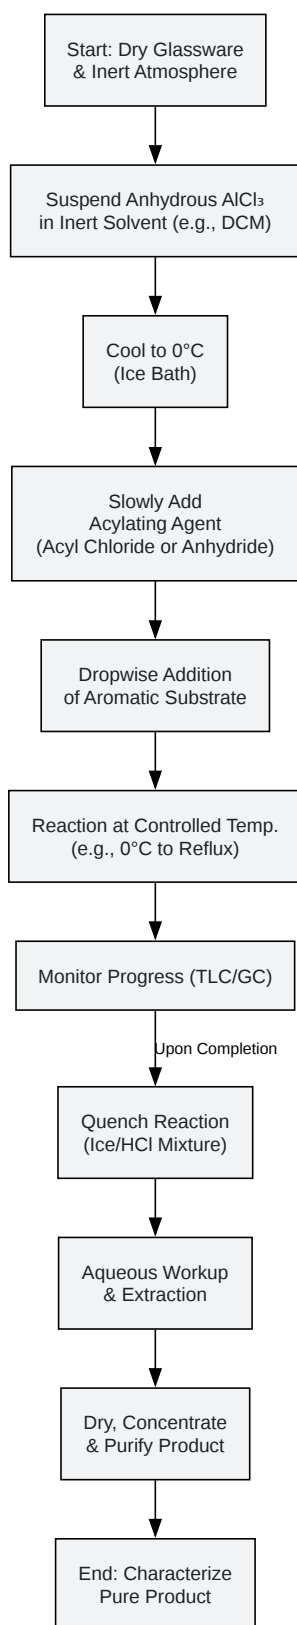 Start: Dry Glassware
& Inert Atmosphere
Suspend Anhydrous AlCl₃
in Inert Solvent (e.g., DCM)
Cool to 0°C
(Ice Bath)
Slowly Add
Acylating Agent
(Acyl Chloride or Anhydride)
Dropwise Addition
of Aromatic Substrate
Reaction at Controlled Temp.
(e.g., 0°C to Reflux)
Monitor Progress (TLC/GC)
Upon Completion
Quench Reaction
(Ice/HCl Mixture)
Aqueous Workup
& Extraction
Dry, Concentrate
& Purify Product
End: Characterize
Pure Product